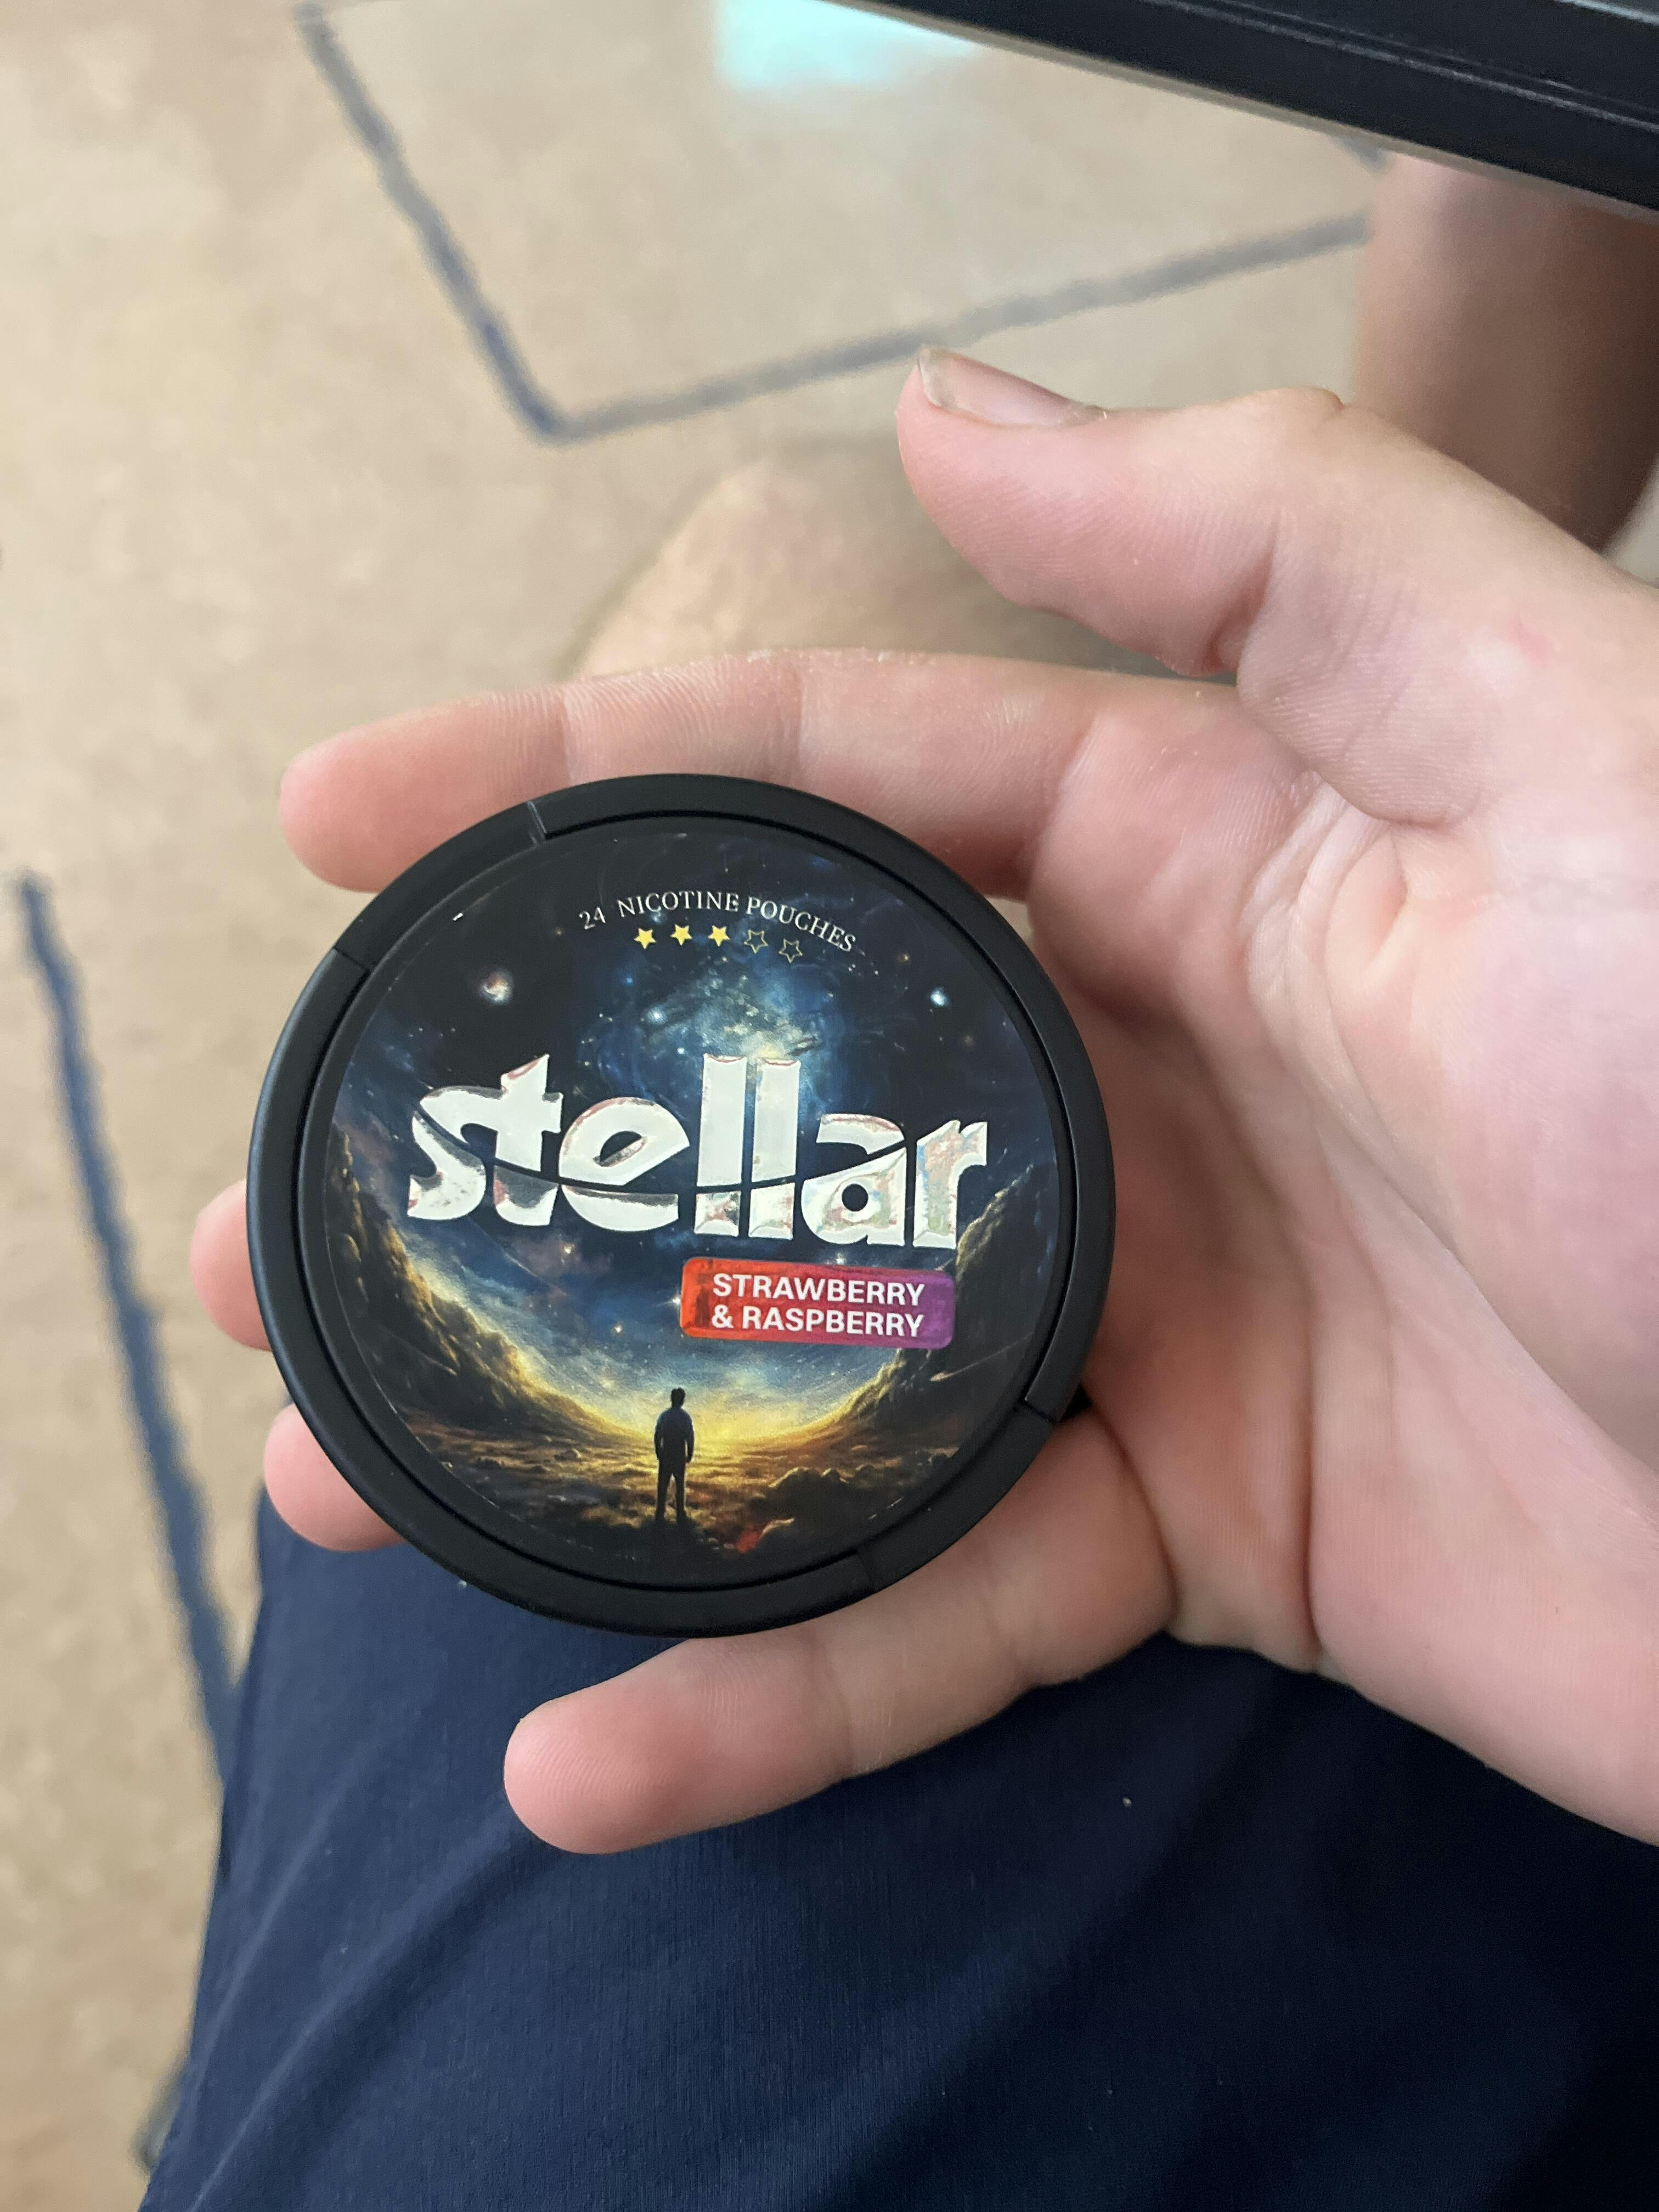 24 NICOTINE POUCHES
stellar
STRAWBERRY
& RASPBERRY